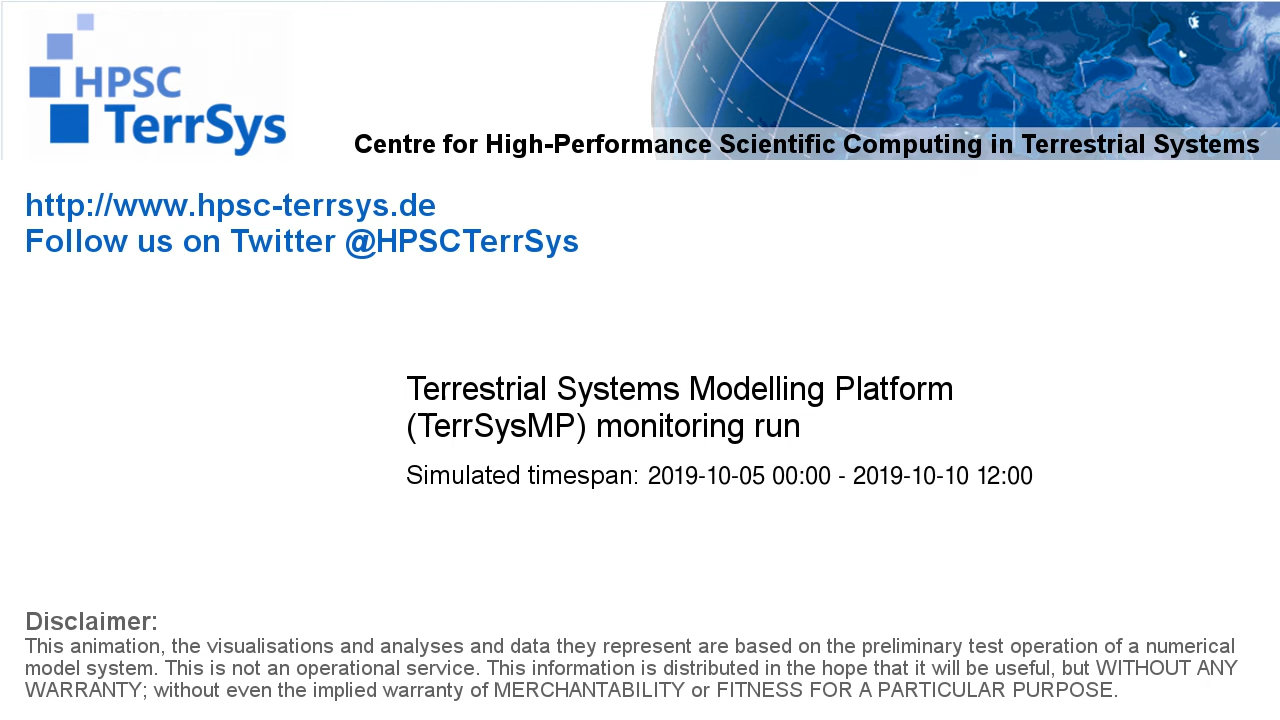 HPSC
TerrSys
Centre for High-Performance Scientific Computing in Terrestrial Systems
http://www.hpsc-terrsys.de
Follow us on Twitter @HPSCTerrSys
Terrestrial Systems Modelling Platform
(TerrSysMP) monitoring run
Simulated timespan: 2019-10-05 00:00 - 2019-10-10 12:00
Disclaimer:
This animation, the visualisations and analyses and data they represent are based on the preliminary test operation of a numerical
model system. This is not an operational service. This information is distributed in the hope that it will be useful, but WITHOUT ANY
WARRANTY; without even the implied warranty of MERCHANTABILITY or FITNESS FOR A PARTICULAR PURPOSE.